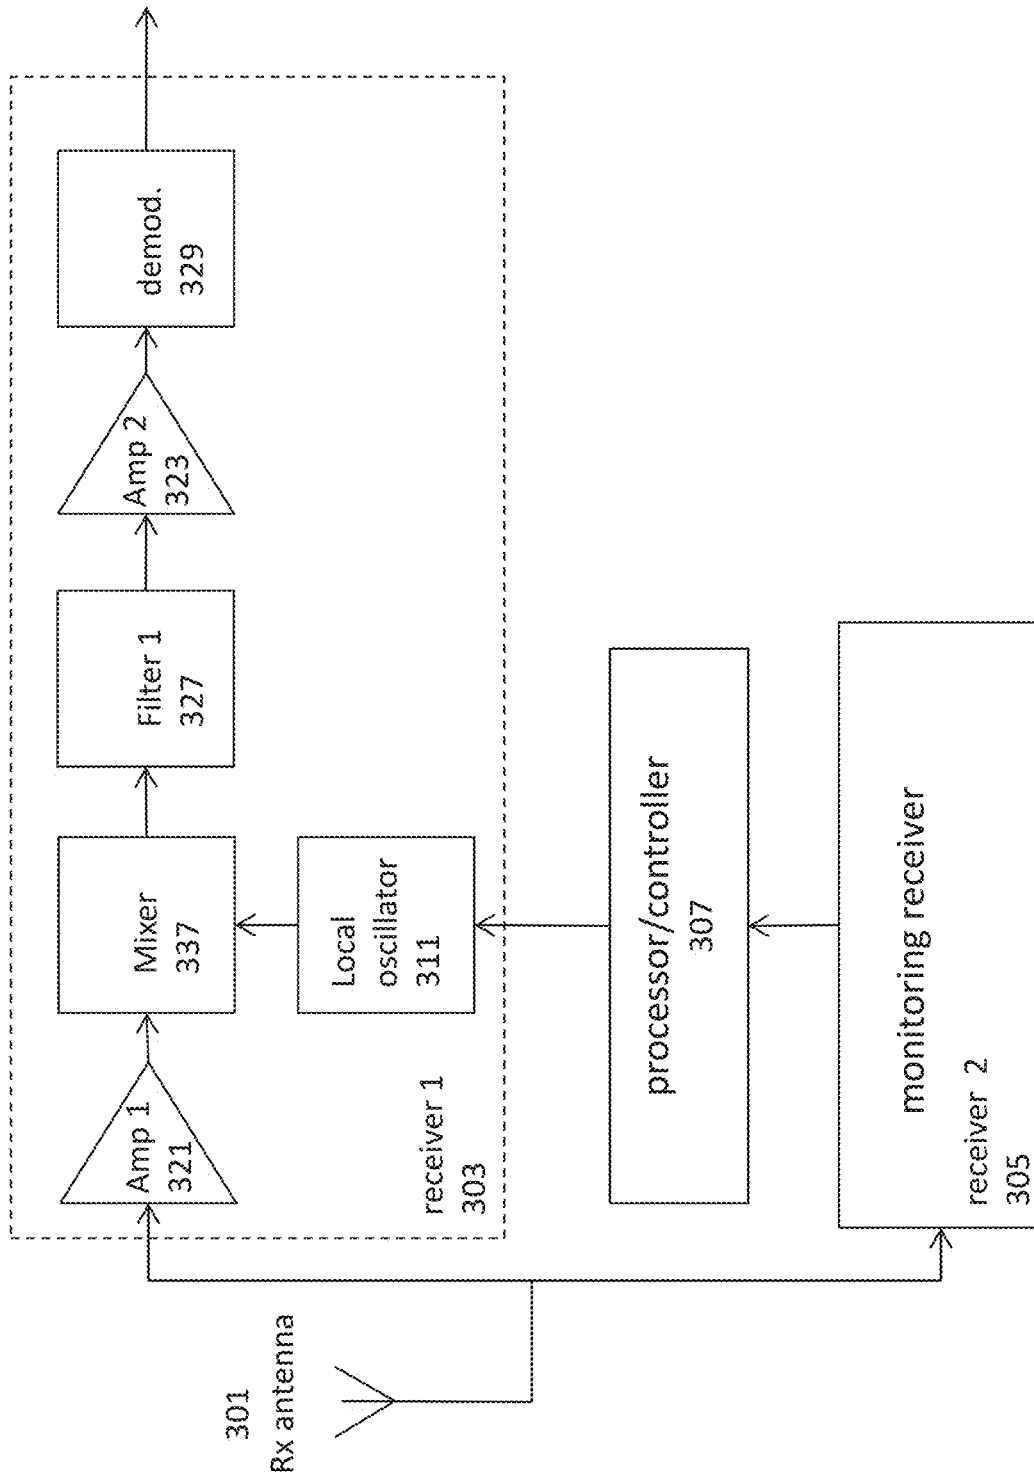 301
Rx antenna
Amp 1
321
Mixer
337
Filter 1
327
Amp 2
323
demod.
329
Local
oscillator
311
receiver 1
303
processor/controller
307
monitoring receiver
receiver 2
305